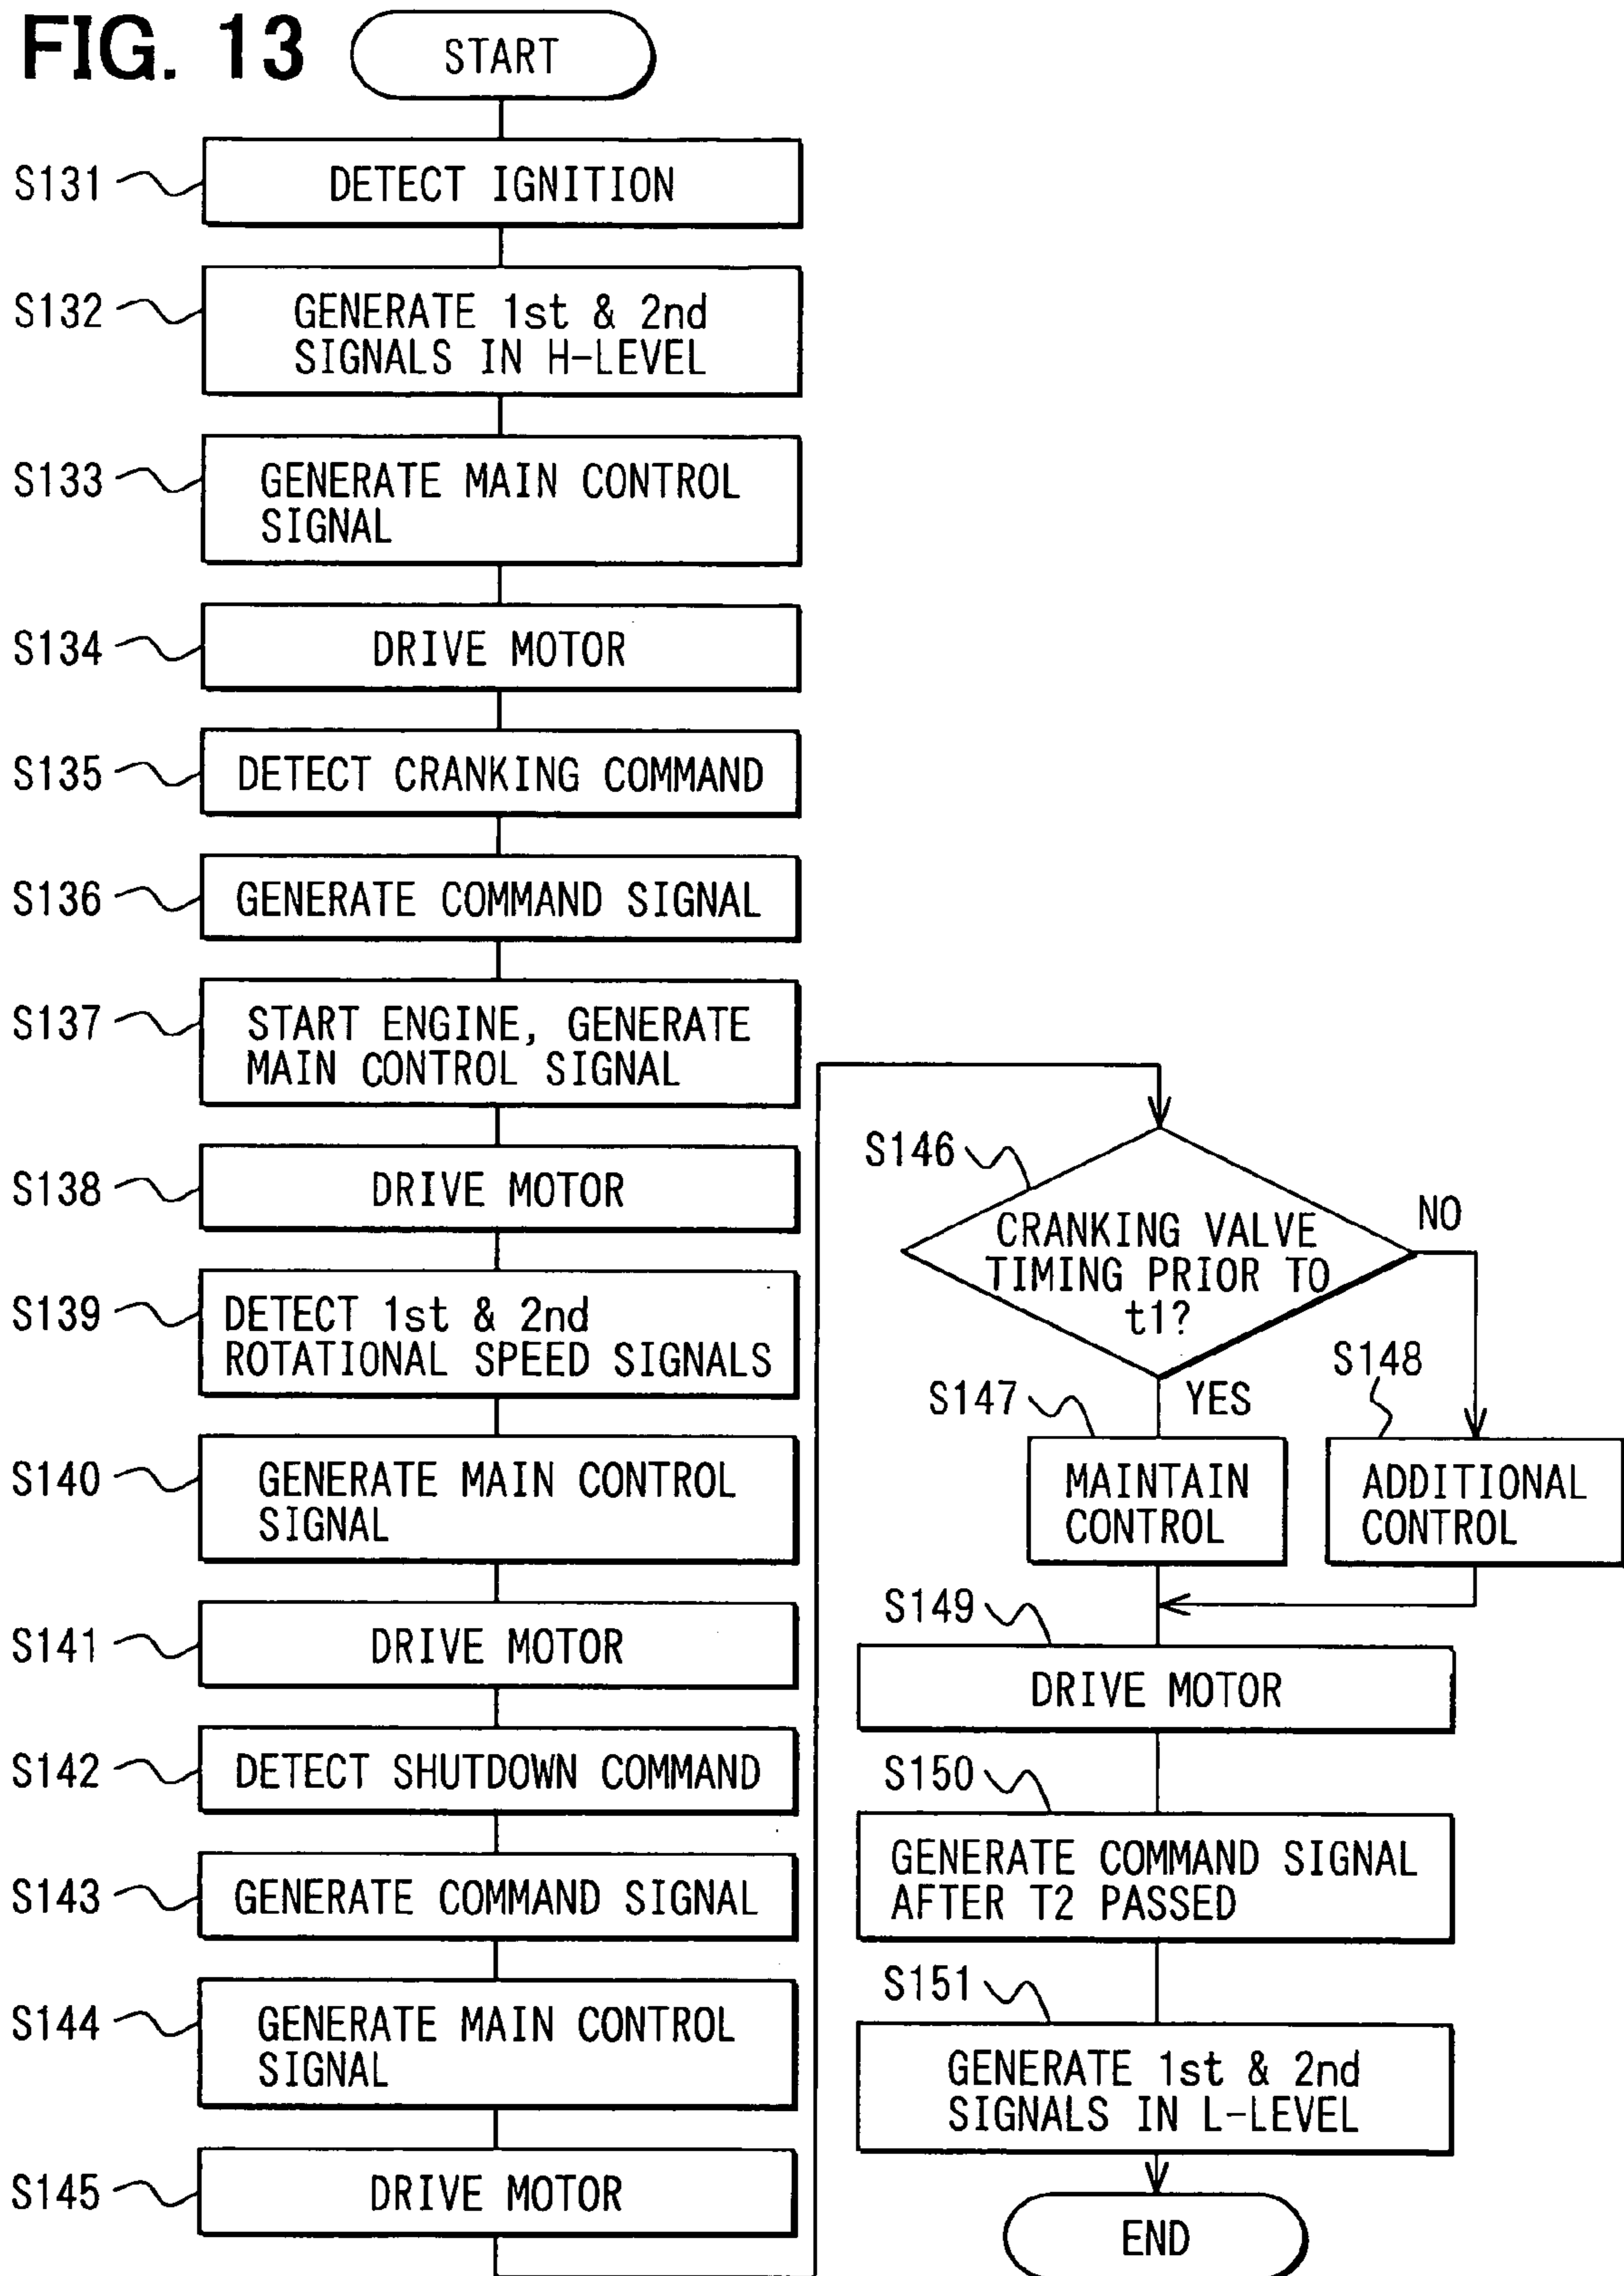 FIG. 13
START
S131
DETECT IGNITION
S132
GENERATE 1st & 2nd
SIGNALS IN H-LEVEL
S133
GENERATE MAIN CONTROL
SIGNAL
S134
DRIVE MOTOR
S135
DETECT CRANKING COMMAND
S136
GENERATE COMMAND SIGNAL
S137
START ENGINE, GENERATE
MAIN CONTROL SIGNAL
S138
DRIVE MOTOR
S139
DETECT 1st & 2nd
ROTATIONAL SPEED SIGNALS
S140
GENERATE MAIN CONTROL
SIGNAL
S141
DRIVE MOTOR
S142
DETECT SHUTDOWN COMMAND
S143
GENERATE COMMAND SIGNAL
S144
GENERATE MAIN CONTROL
SIGNAL
S145
DRIVE MOTOR
S146
CRANKING VALVE
TIMING PRIOR TO
t1?
NO
YES
S147
MAINTAIN
CONTROL
S148
ADDITIONAL
CONTROL
S149
DRIVE MOTOR
S150
GENERATE COMMAND SIGNAL
AFTER T2 PASSED
S151
GENERATE 1st & 2nd
SIGNALS IN L-LEVEL
END